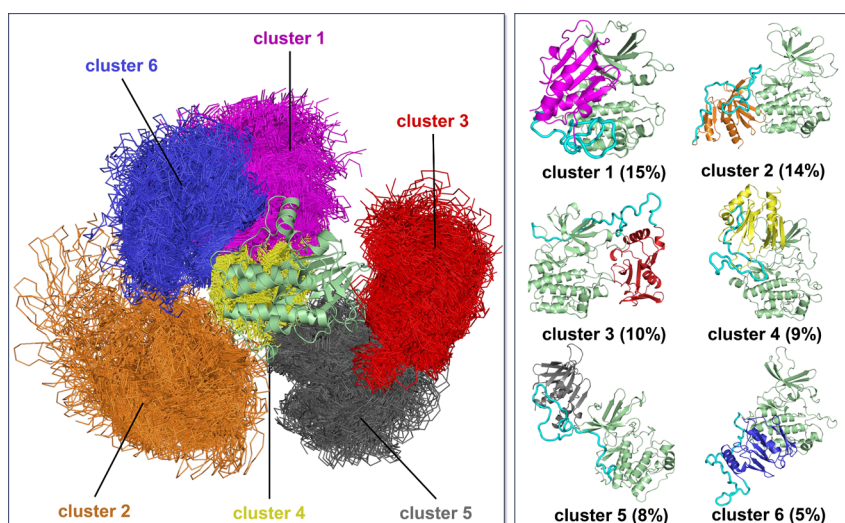 cluster 1
cluster 6
cluster 3
cluster 2
cluster 4
cluster 5
cluster 1 (15%)
cluster 2 (14%)
cluster 3 (10%)
cluster 4 (9%)
cluster 5 (8%)
cluster 6 (5%)